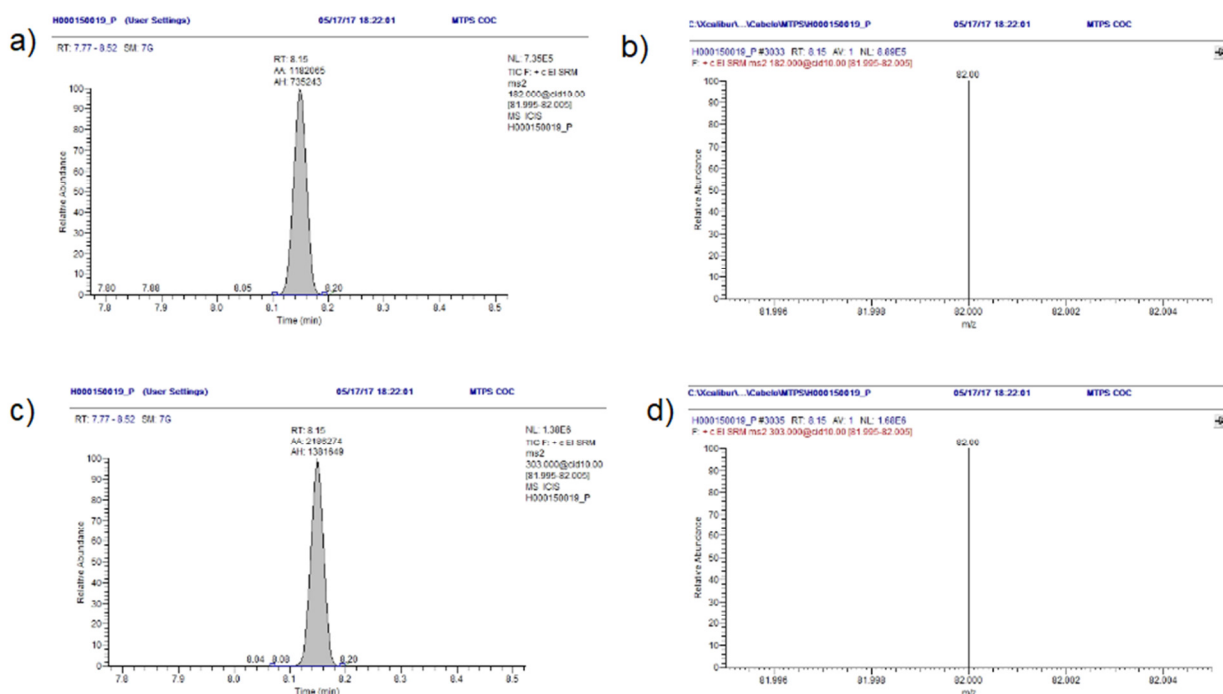 a)
H000150019_P (User Settings) 05/17/17 18:22:01 MTPS COC
RT: 7.77 - 8.52 SM: 7G
RT: 8.15
AA: 1182065
AH: 735243
NL: 7.35E5
TIC F: + c EI SRM
ms2
182.000@cid10.00
[81.995-82.005]
MS ICIS
H000150019_P
Relative Abundance
100
90
80
70
60
50
40
30
20
10
0
7.80 7.88 8.05 8.20
7.8 7.9 8.0 8.1 8.2 8.3 8.4 8.5
Time (min)
b)
C:\Xcalibur\...\Cabelo\MTPS\H000150019_P 05/17/17 18:22:01 MTPS COC
H000150019_P #3033 RT: 8.15 AV: 1 NL: 8.89E5
F: + c EI SRM ms2 182.000@cid10.00 [81.995-82.005]
82.00
Relative Abundance
100
90
80
70
60
50
40
30
20
10
0
81.996 81.998 82.000 82.002 82.004
m/z
c)
H000150019_P (User Settings) 05/17/17 18:22:01 MTPS COC
RT: 7.77 - 8.52 SM: 7G
RT: 8.15
AA: 2186274
AH: 1381649
NL: 1.38E6
TIC F: + c EI SRM
ms2
303.000@cid10.00
[81.995-82.005]
MS ICIS
H000150019_P
Relative Abundance
100
90
80
70
60
50
40
30
20
10
0
8.04 8.08 8.20
7.8 7.9 8.0 8.1 8.2 8.3 8.4 8.5
Time (min)
d)
C:\Xcalibur\...\Cabelo\MTPS\H000150019_P 05/17/17 18:22:01 MTPS COC
H000150019_P #3035 RT: 8.15 AV: 1 NL: 1.68E6
F: + c EI SRM ms2 303.000@cid10.00 [81.995-82.005]
82.00
Relative Abundance
100
90
80
70
60
50
40
30
20
10
0
81.996 81.998 82.000 82.002 82.004
m/z